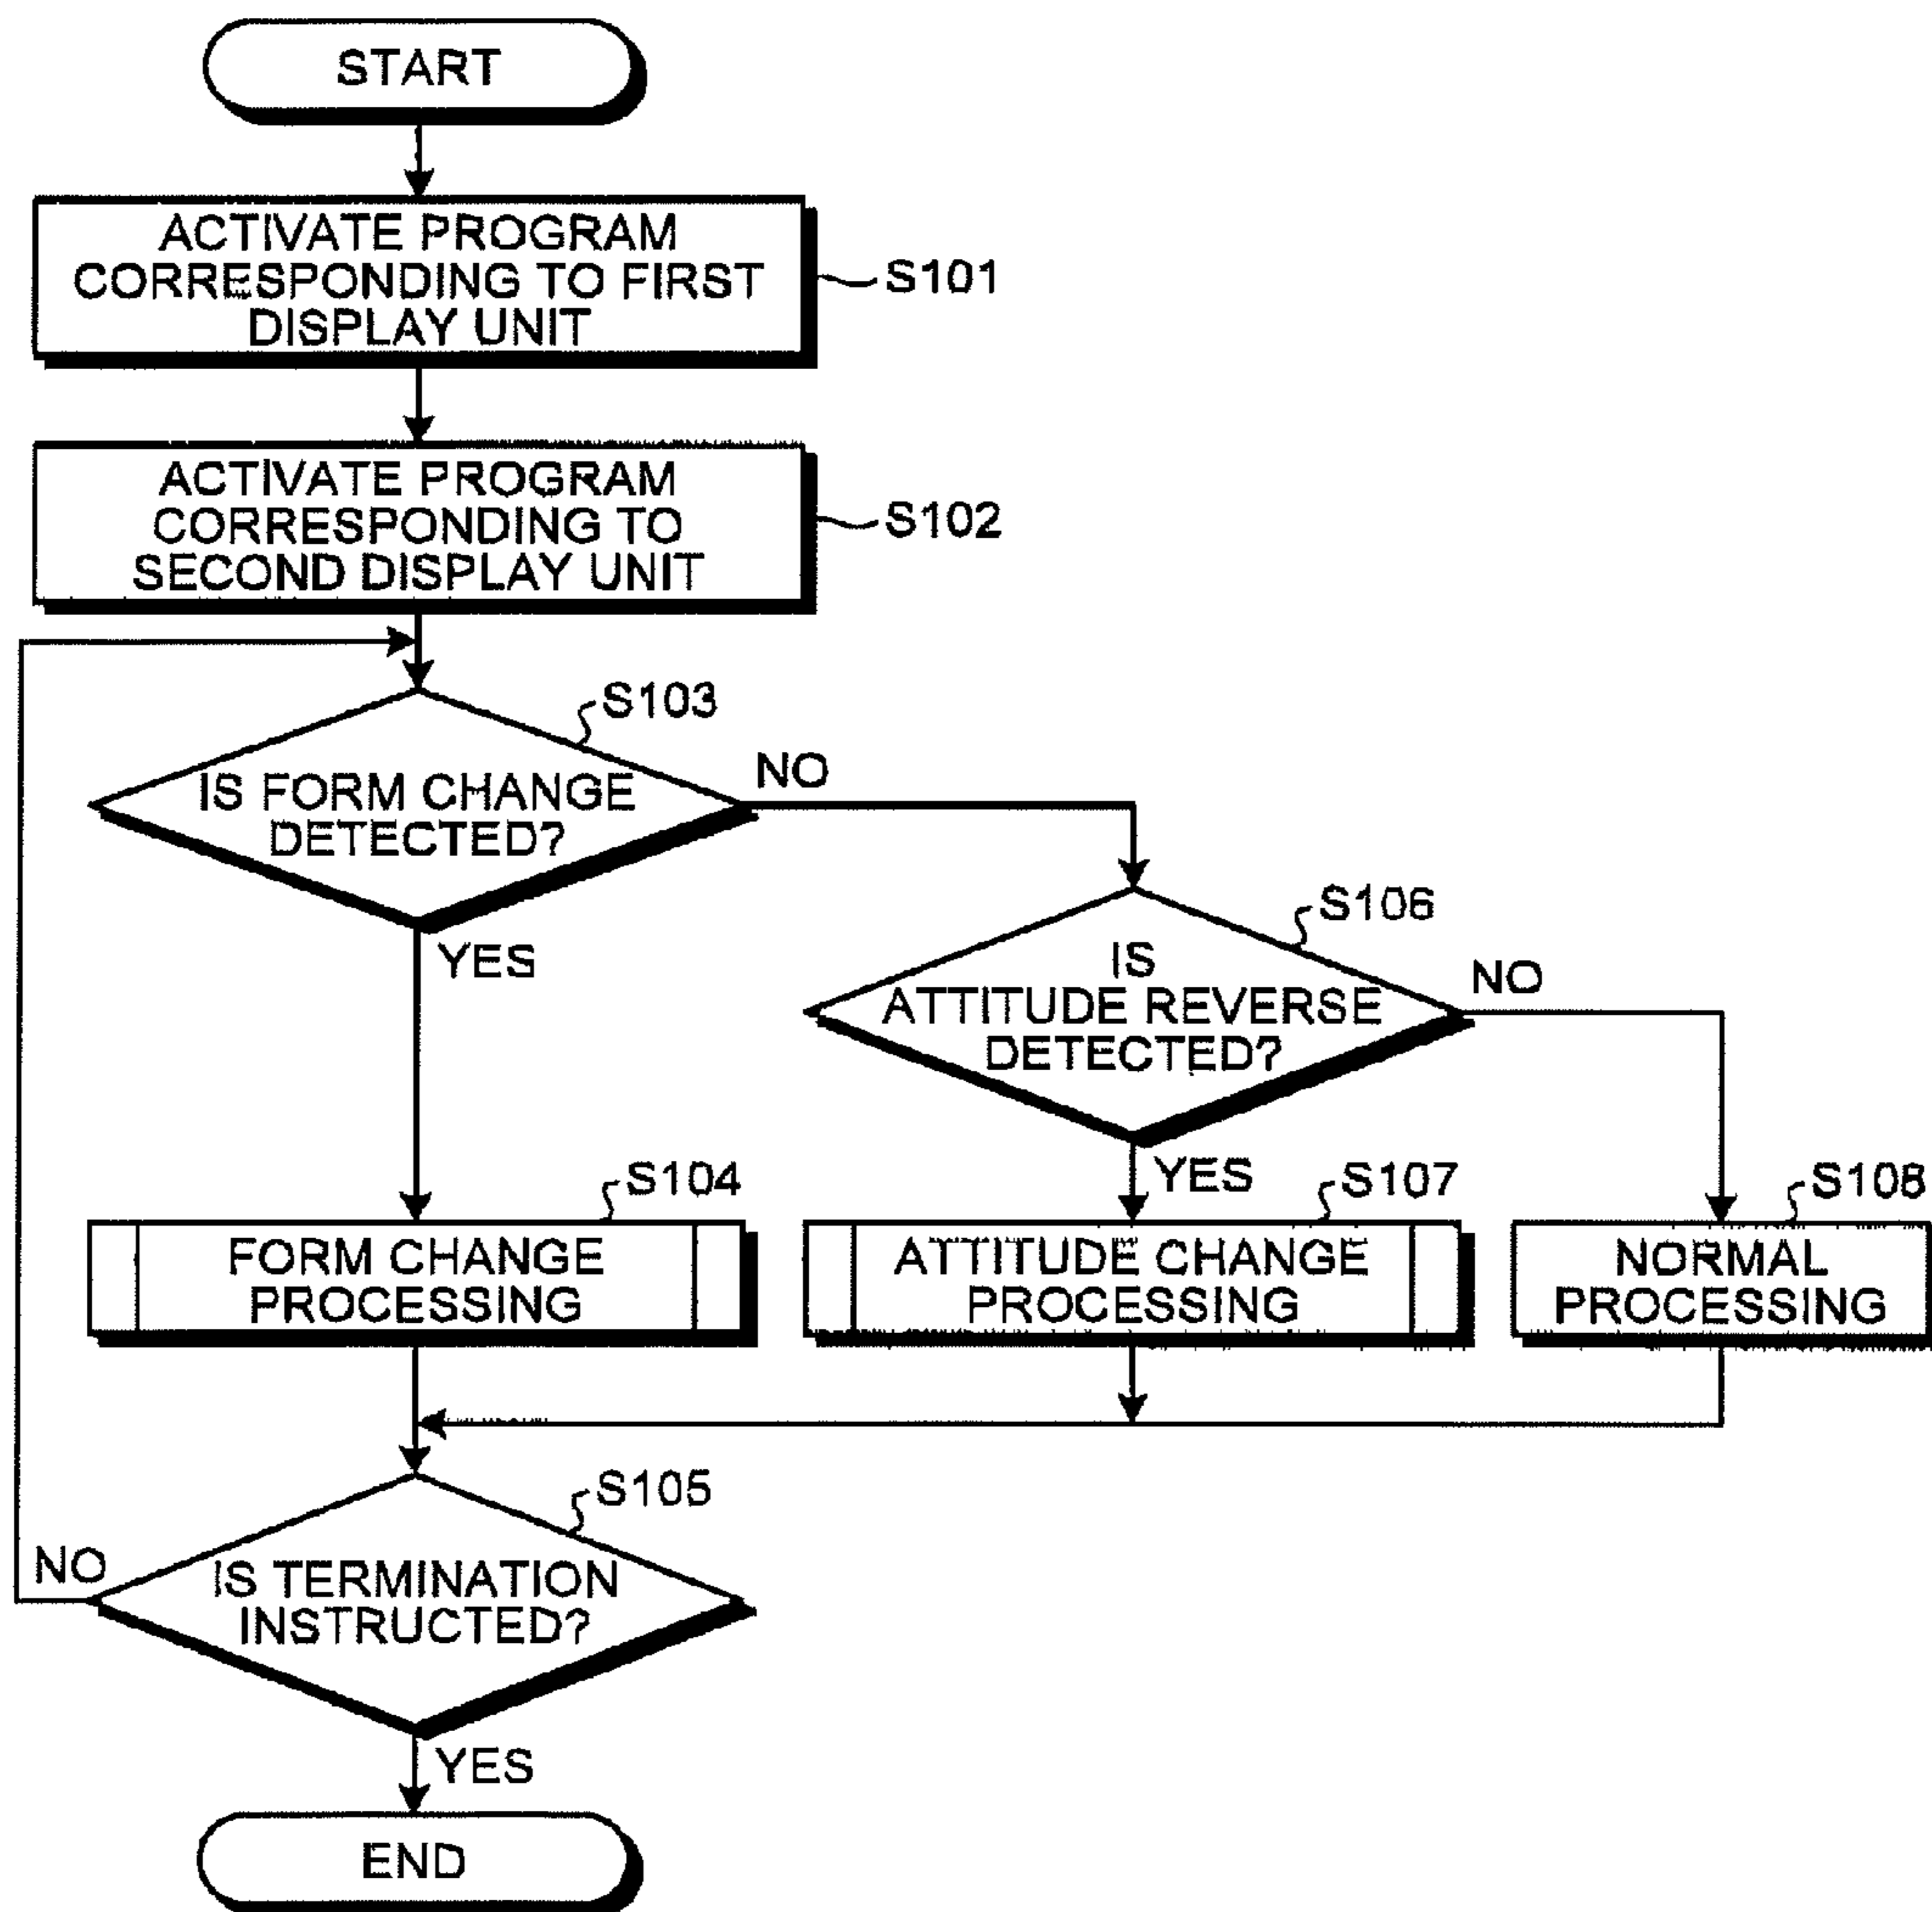 START
ACTIVATE PROGRAM
CORRESPONDING TO FIRST
DISPLAY UNIT
S101
ACTIVATE PROGRAM
CORRESPONDING TO
SECOND DISPLAY UNIT
S102
S103
IS FORM CHANGE
DETECTED?
NO
YES
S106
IS
ATTITUDE REVERSE
DETECTED?
NO
YES
S104
FORM CHANGE
PROCESSING
S107
ATTITUDE CHANGE
PROCESSING
S108
NORMAL
PROCESSING
S105
IS TERMINATION
INSTRUCTED?
NO
YES
END